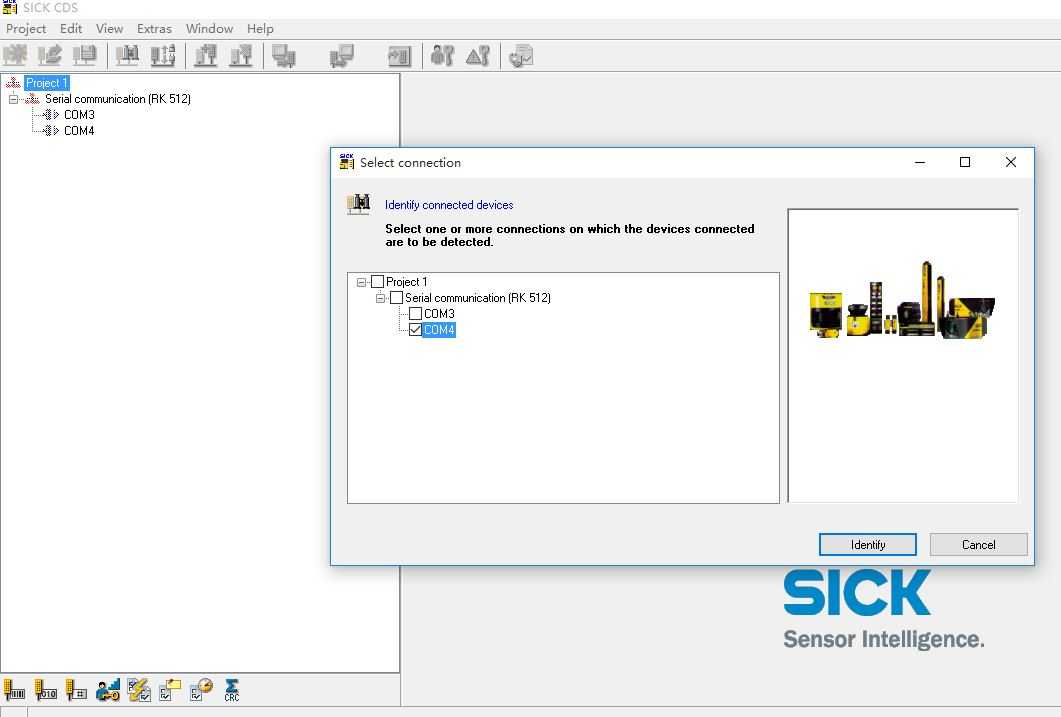 SICK CDS
Project Edit View Extras Window Help
Project 1
Serial communication (RK 512)
COM3
COM4
SICK
Select connection
Identify connected devices
Select one or more connections on which the devices connected
are to be detected.
Project 1
Serial communication (RK 512)
COM3
COM4
Identify
Cancel
SICK
Sensor Intelligence.
010
#
CRC